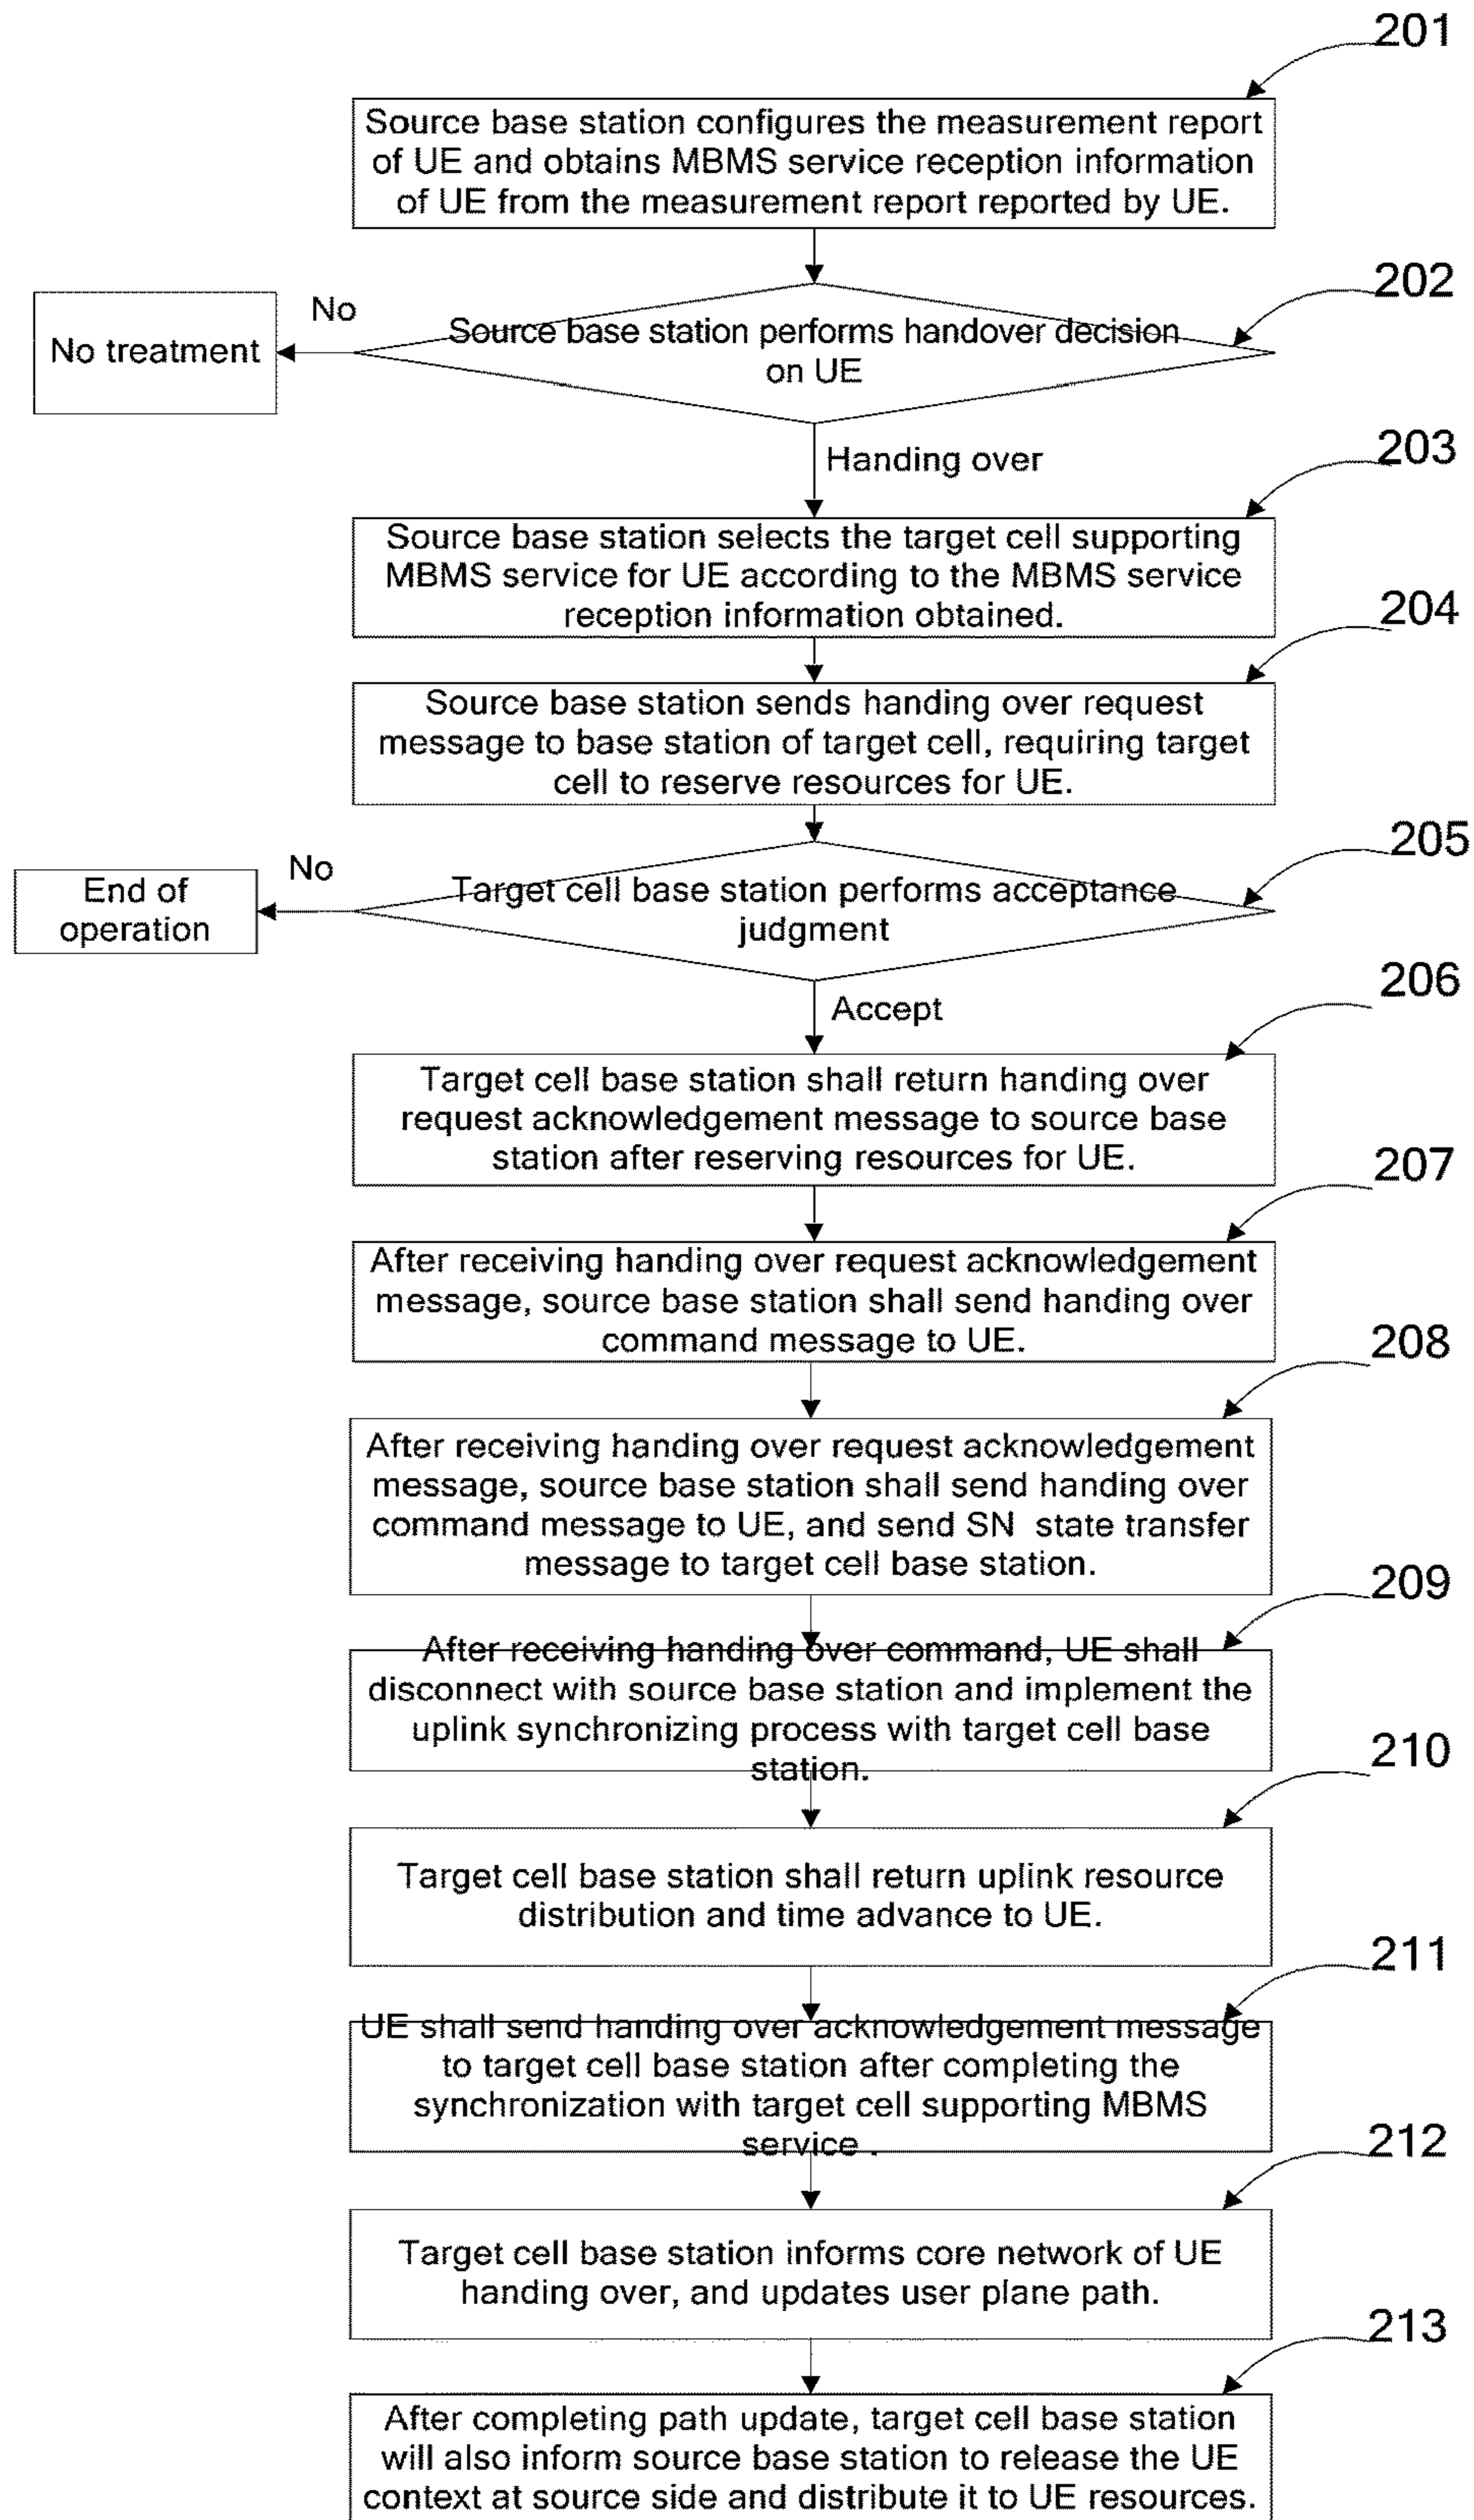 201
Source base station configures the measurement report
of UE and obtains MBMS service reception information
of UE from the measurement report reported by UE.
202
No
Source base station performs handover decision
on UE
No treatment
Handing over
203
Source base station selects the target cell supporting
MBMS service for UE according to the MBMS service
reception information obtained.
204
Source base station sends handing over request
message to base station of target cell, requiring target
cell to reserve resources for UE.
205
No
Target cell base station performs acceptance
judgment
End of
operation
Accept
206
Target cell base station shall return handing over
request acknowledgement message to source base
station after reserving resources for UE.
207
After receiving handing over request acknowledgement
message, source base station shall send handing over
command message to UE.
208
After receiving handing over request acknowledgement
message, source base station shall send handing over
command message to UE, and send SN state transfer
message to target cell base station.
209
After receiving handing over command, UE shall
disconnect with source base station and implement the
uplink synchronizing process with target cell base
station.
210
Target cell base station shall return uplink resource
distribution and time advance to UE.
211
UE shall send handing over acknowledgement message
to target cell base station after completing the
synchronization with target cell supporting MBMS
service .
212
Target cell base station informs core network of UE
handing over, and updates user plane path.
213
After completing path update, target cell base station
will also inform source base station to release the UE
context at source side and distribute it to UE resources.